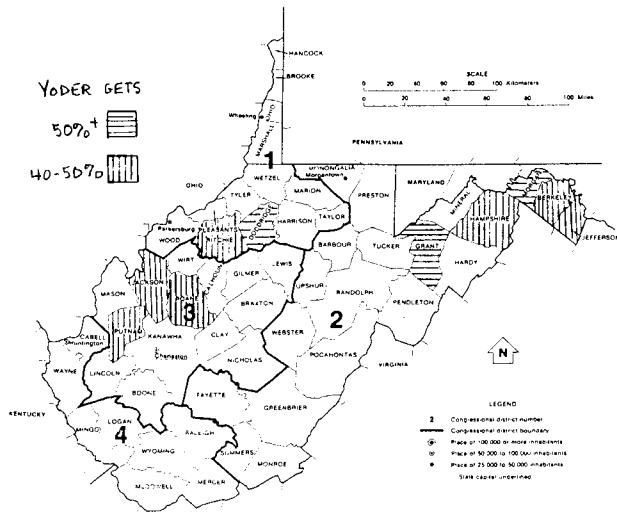 YODER GETS
50%+
40-50%
SCALE
0 20 40 60 80 100 Kilometers
0 20 40 60 80 100 Miles
HANCOCK
BROOKE
OHIO
Wheeling
MARSHALL
PENNSYLVANIA
1
WETZEL
MONONGALIA
Morgantown
MARION
PRESTON
MARYLAND
MINERAL
BERKELEY
HAMPSHIRE
JEFFERSON
OHIO
TYLER
PLEASANTS
DODDRIDGE
HARRISON
TAYLOR
Parkersburg
WOOD
RITCHIE
BARBOUR
TUCKER
GRANT
HARDY
WIRT
CALHOUN
GILMER
LEWIS
UPSHUR
RANDOLPH
PENDLETON
JACKSON
ROANE
3
BRAXTON
2
MASON
PUTNAM
KANAWHA
CLAY
WEBSTER
POCAHONTAS
VIRGINIA
CABELL
Huntington
Charleston
NICHOLAS
WAYNE
LINCOLN
BOONE
FAYETTE
GREENBRIER
KENTUCKY
MINGO
LOGAN
4
RALEIGH
WYOMING
SUMMERS
MONROE
McDOWELL
MERCER
N
LEGEND
2 Congressional district number
Congressional district boundary
Place of 100 000 or more inhabitants
Place of 50 000 to 100 000 inhabitants
Place of 25 000 to 50 000 inhabitants
State capital underlined